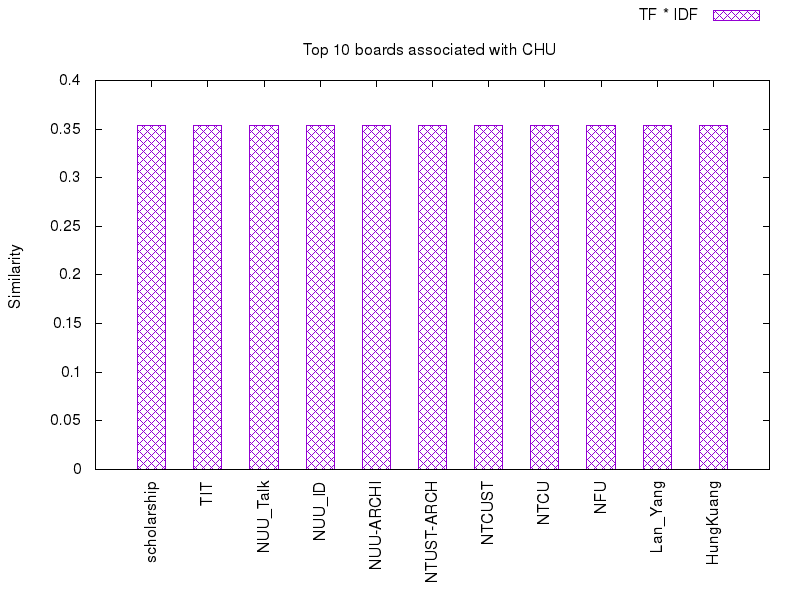 TF * IDF
Top 10 boards associated with CHU
0.4
0.35
0.3
0.25
0.2
0.15
0.1
0.05
0
Similarity
scholarship
TIT
NUU_Talk
NUU_ID
NUU-ARCHI
NTUST-ARCH
NTCUST
NTCU
NFU
Lan_Yang
HungKuang